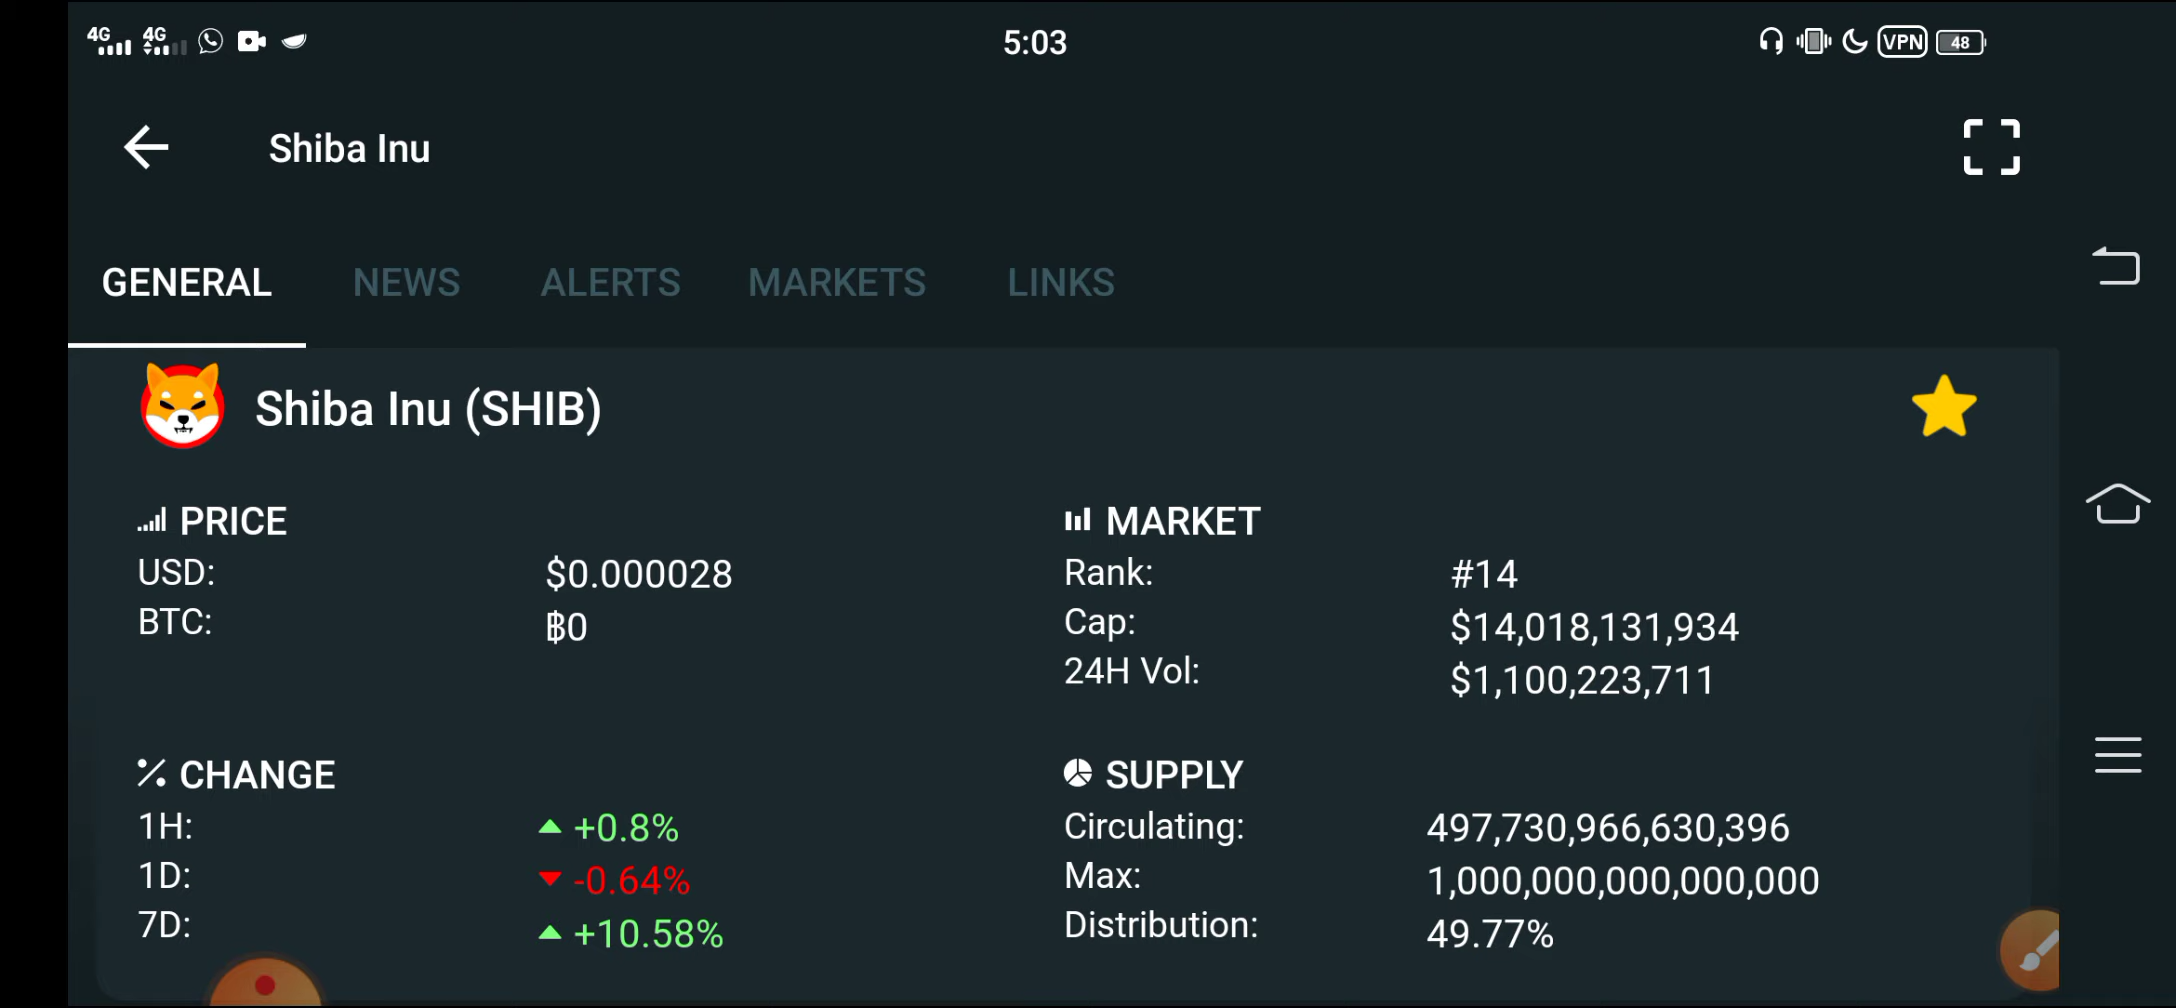 4G 4G 5:03 VPN 48
Shiba Inu
GENERAL NEWS ALERTS MARKETS LINKS
Shiba Inu (SHIB)
PRICE
USD: $0.000028
BTC: ฿0
MARKET
Rank: #14
Cap: $14,018,131,934
24H Vol: $1,100,223,711
CHANGE
1H: +0.8%
1D: -0.64%
7D: +10.58%
SUPPLY
Circulating: 497,730,966,630,396
Max: 1,000,000,000,000,000
Distribution: 49.77%